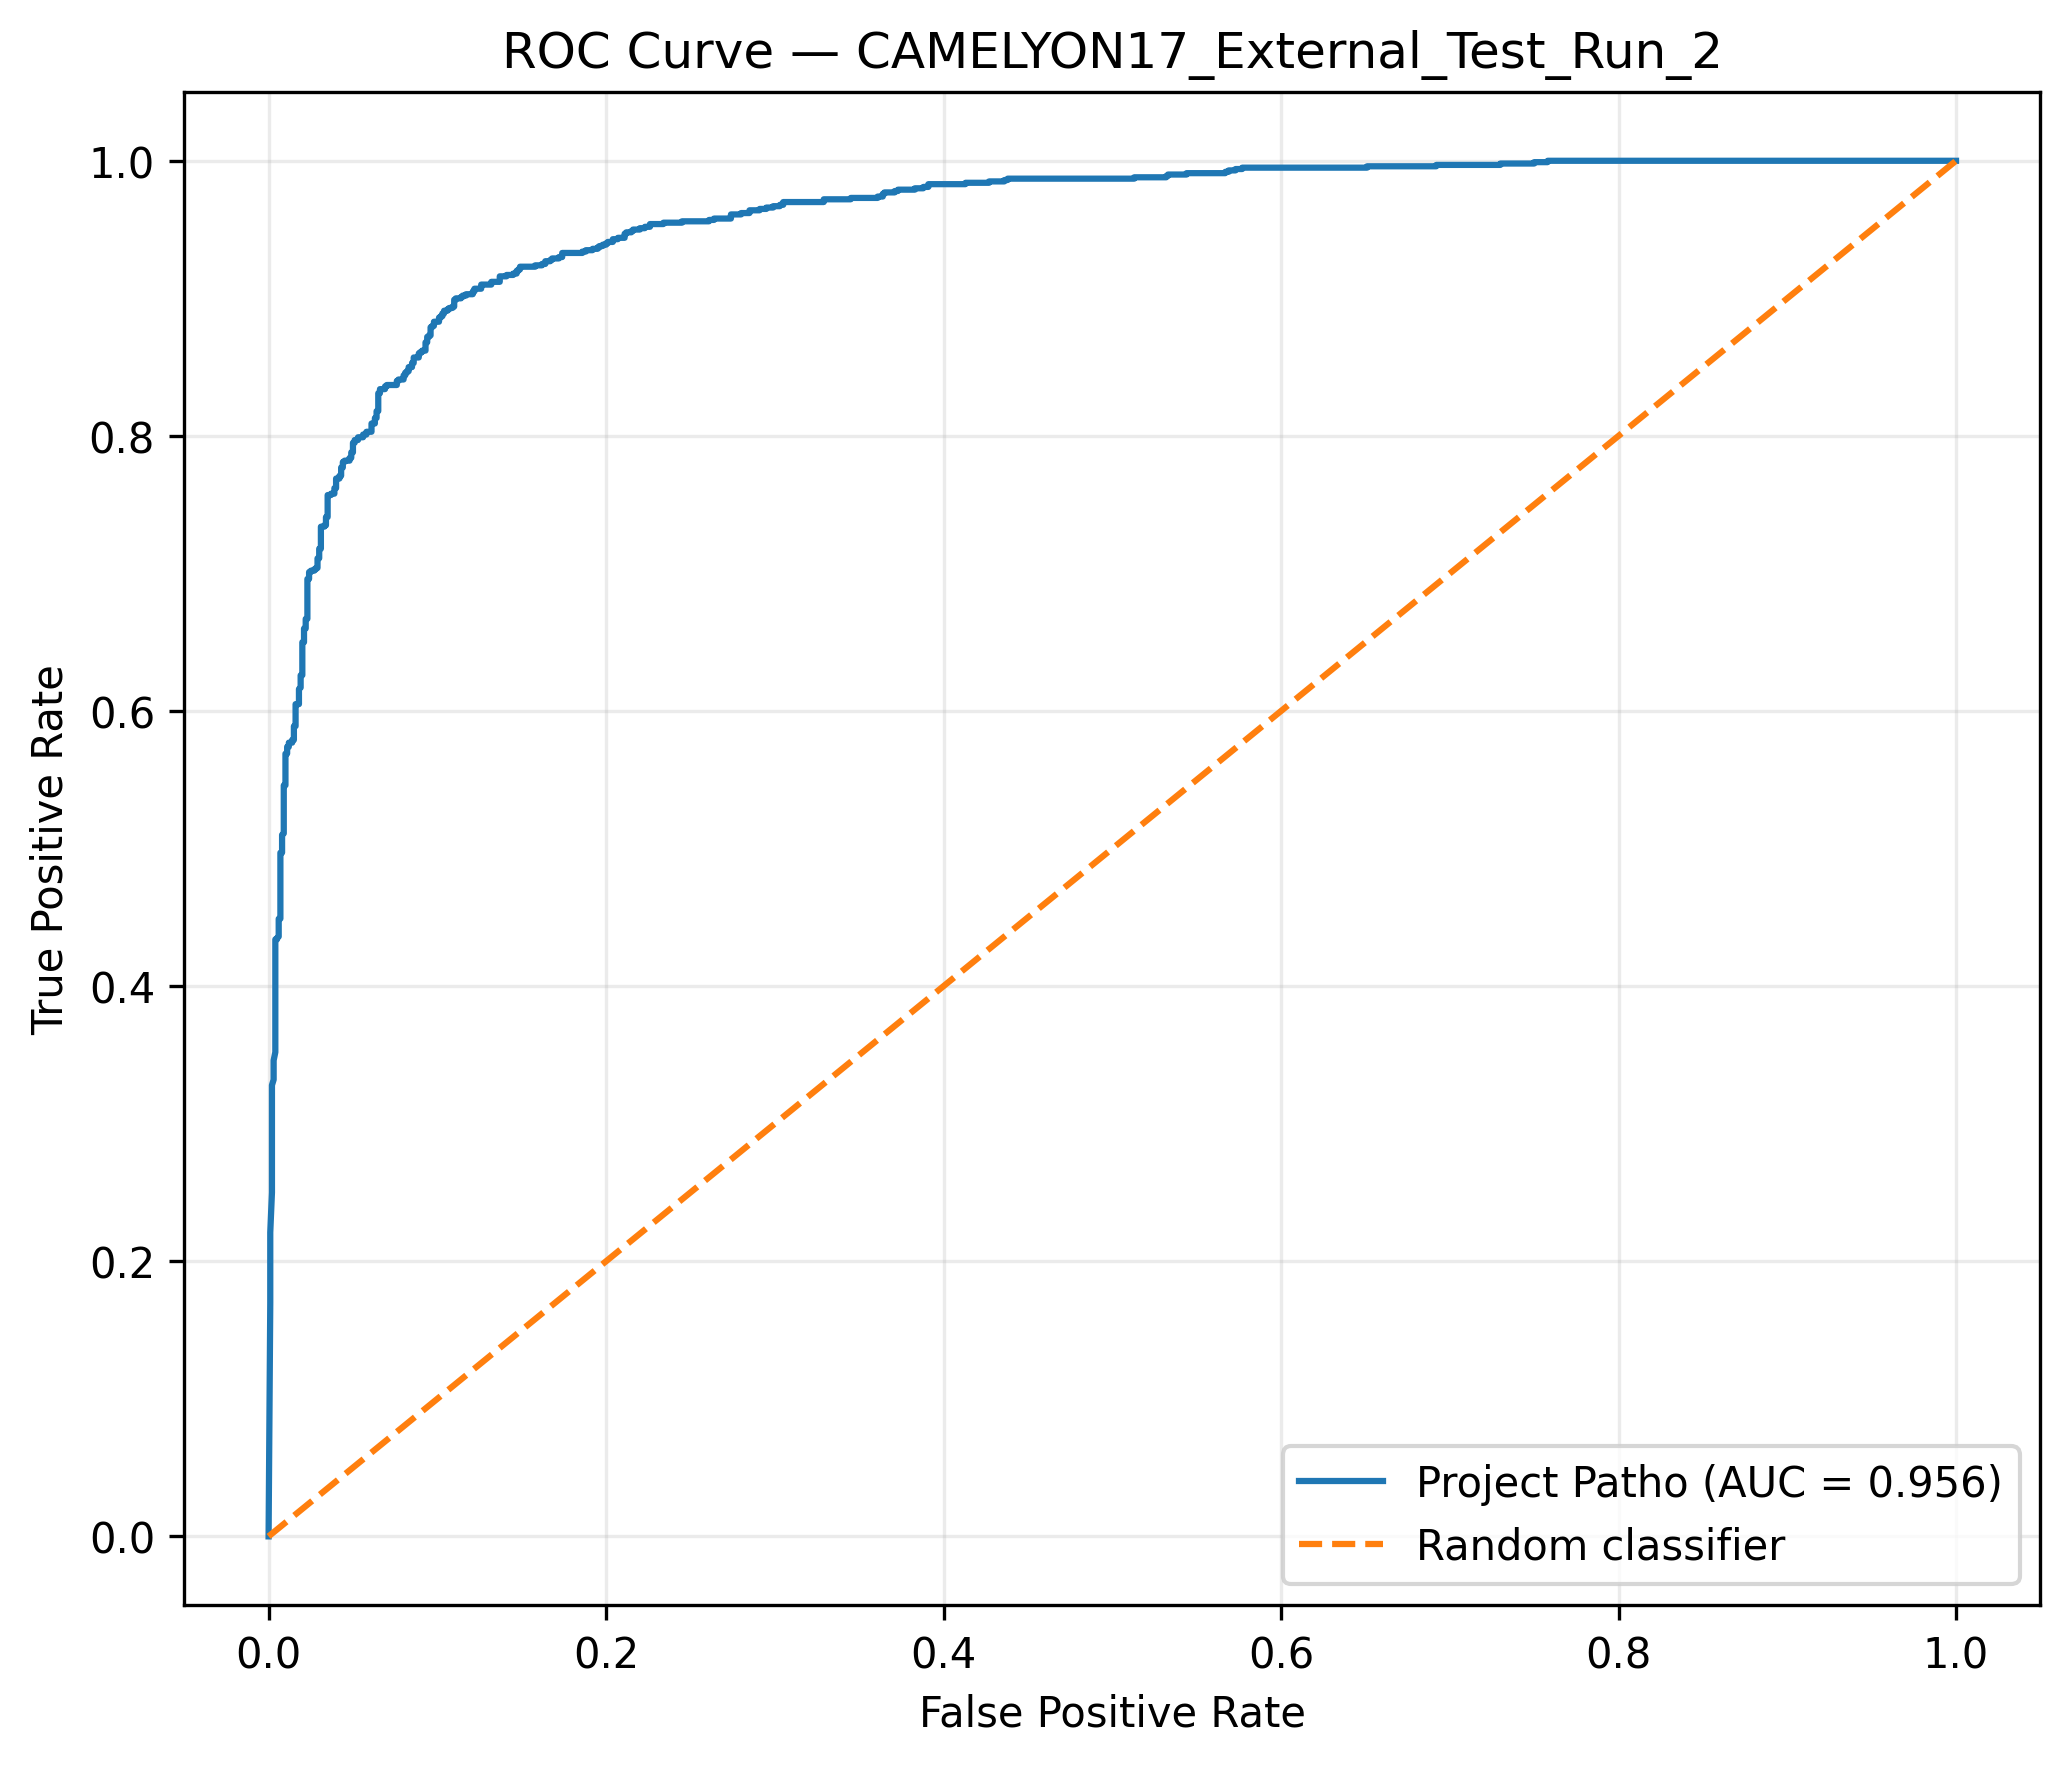 ROC Curve — CAMELYON17_External_Test_Run_2
True Positive Rate
1.0
0.8
0.6
0.4
0.2
0.0
0.0 0.2 0.4 0.6 0.8 1.0
False Positive Rate
Project Patho (AUC = 0.956)
Random classifier